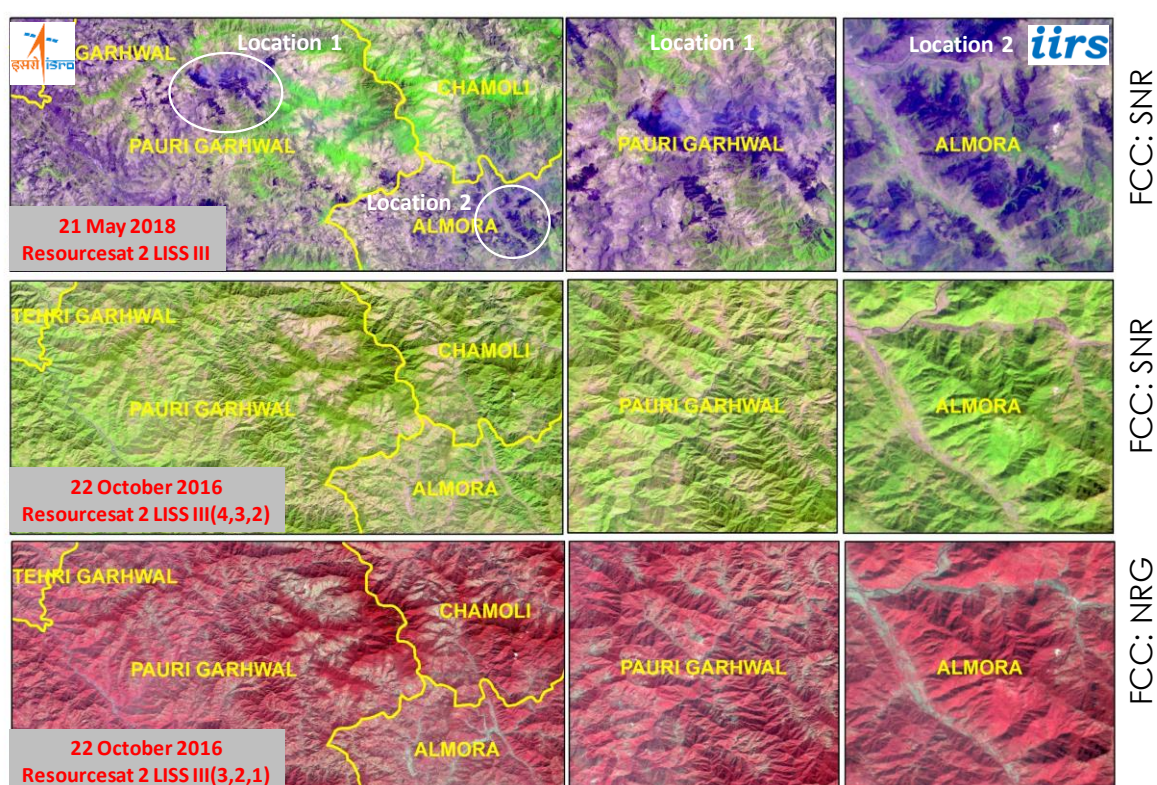 इसरो isro
GARHWAL
Location 1
CHAMOLI
PAURI GARHWAL
Location 2
ALMORA
21 May 2018
Resourcesat 2 LISS III
Location 1
PAURI GARHWAL
Location 2
iirs
ALMORA
FCC: SNR
TEHRI GARHWAL
CHAMOLI
PAURI GARHWAL
ALMORA
22 October 2016
Resourcesat 2 LISS III(4,3,2)
PAURI GARHWAL
ALMORA
FCC: SNR
TEHRI GARHWAL
CHAMOLI
PAURI GARHWAL
ALMORA
22 October 2016
Resourcesat 2 LISS III(3,2,1)
PAURI GARHWAL
ALMORA
FCC: NRG